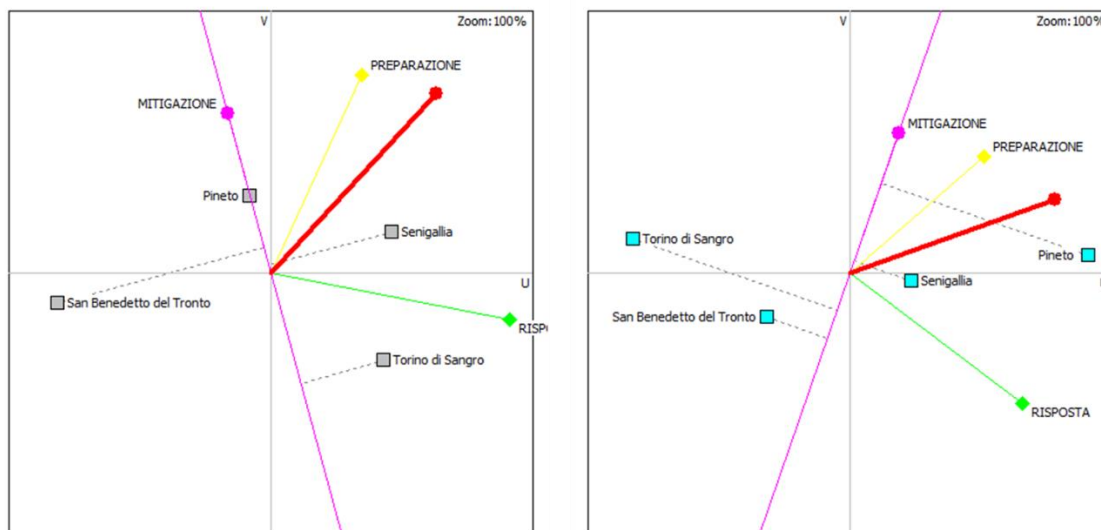 V
Zoom: 100%
PREPARAZIONE
MITIGAZIONE
Pineto
Senigallia
U
San Benedetto del Tronto
Torino di Sangro
V
Zoom: 100%
MITIGAZIONE
PREPARAZIONE
Torino di Sangro
Pineto
Senigallia
San Benedetto del Tronto
RISPOSTA